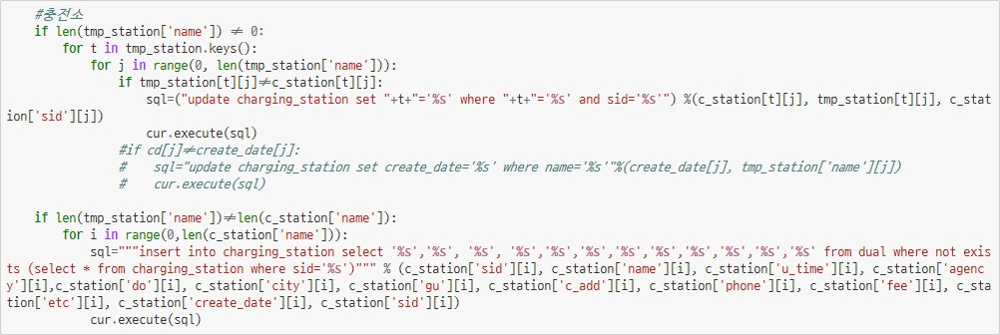 #충전소
if len(tmp_station['name']) ≠ 0:
for t in tmp_station.keys():
for j in range(0, len(tmp_station['name'])):
if tmp_station[t][j]≠c_station[t][j]:
sql=("update charging_station set "+t+"='%s' where "+t+"='%s' and sid='%s'") %(c_station[t][j], tmp_station[t][j], c_stat
ion['sid'][j])
cur.execute(sql)
#if cd[j]≠create_date[j]:
#    sql="update charging_station set create_date='%s' where name='%s'"%(create_date[j], tmp_station['name'][j])
#    cur.execute(sql)
if len(tmp_station['name'])≠len(c_station['name']):
for i in range(0,len(c_station['name'])):
sql="""insert into charging_station select '%s','%s', '%s', '%s','%s','%s','%s','%s','%s','%s','%s','%s' from dual where not exis
ts (select * from charging_station where sid='%s')""" % (c_station['sid'][i], c_station['name'][i], c_station['u_time'][i], c_station['agenc
y'][i],c_station['do'][i], c_station['city'][i], c_station['gu'][i], c_station['c_add'][i], c_station['phone'][i], c_station['fee'][i], c_sta
tion['etc'][i], c_station['create_date'][i], c_station['sid'][i])
cur.execute(sql)